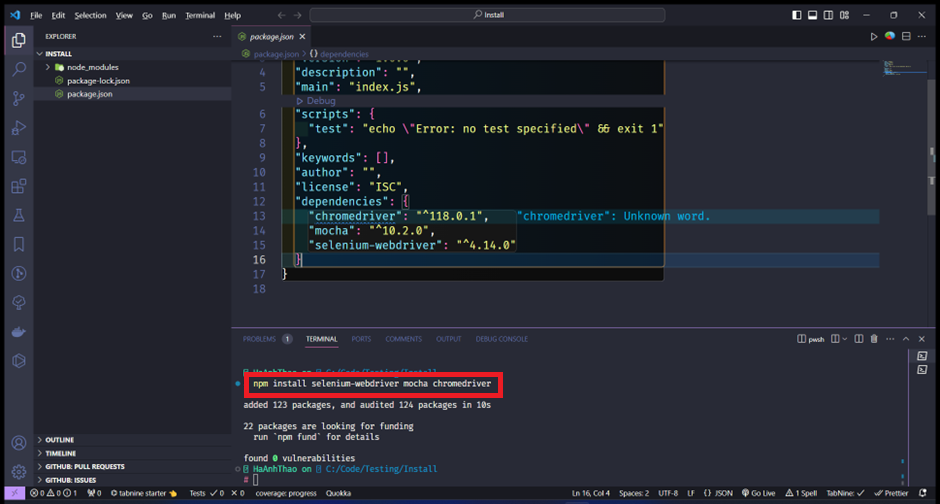 File Edit Selection View Go Run Terminal Help
Install
EXPLORER
INSTALL
node_modules
package-lock.json
package.json
package.json
package.json > {} dependencies
4 "description": "",
5 "main": "index.js",
Debug
6 "scripts": {
7 "test": "echo \"Error: no test specified\" && exit 1"
8 },
9 "keywords": [],
10 "author": "",
11 "license": "ISC",
12 "dependencies": {
13 "chromedriver": "^118.0.1", "chromedriver": Unknown word.
14 "mocha": "^10.2.0",
15 "selenium-webdriver": "^4.14.0"
16 }
17 }
18
PROBLEMS 1 TERMINAL PORTS COMMENTS OUTPUT DEBUG CONSOLE
pwsh
HaAnhThao on C:/Code/Testing/Install
npm install selenium-webdriver mocha chromedriver
added 123 packages, and audited 124 packages in 10s
22 packages are looking for funding
run `npm fund` for details
found 0 vulnerabilities
HaAnhThao on C:/Code/Testing/Install
#
OUTLINE
TIMELINE
GITHUB: PULL REQUESTS
GITHUB: ISSUES
0 0 1 0 tabnine starter Tests 0 0 coverage: progress Quokka Ln 16, Col 4 Spaces: 2 UTF-8 LF {} JSON Go Live 1 Spell TabNine: Prettier